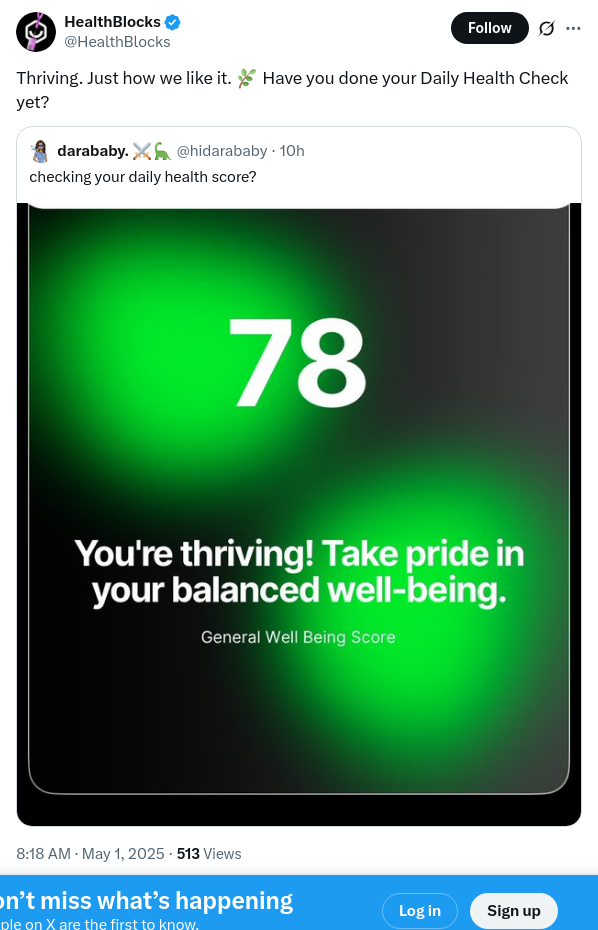 HealthBlocks
@HealthBlocks
Follow
Thriving. Just how we like it. 🌿 Have you done your Daily Health Check
yet?
darababy. ⚔️🦕 @hidarababy · 10h
checking your daily health score?
78
You're thriving! Take pride in
your balanced well-being.
General Well Being Score
8:18 AM · May 1, 2025 · 513 Views
on't miss what's happening
ple on X are the first to know.
Log in
Sign up